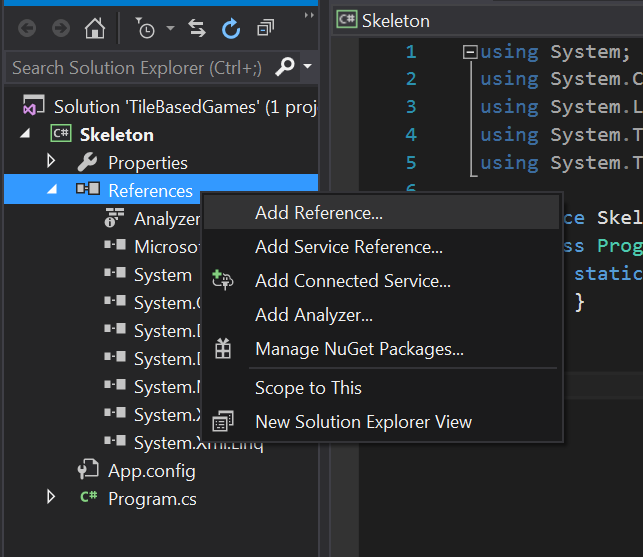 Skeleton
Search Solution Explorer (Ctrl+;)
Solution 'TileBasedGames' (1 proj
Skeleton
Properties
References
Analyzer
Microsof
System
System.C
System.D
System.D
System.N
System.X
System.Xml.Linq
App.config
Program.cs
Add Reference...
Add Service Reference...
Add Connected Service...
Add Analyzer...
Manage NuGet Packages...
Scope to This
New Solution Explorer View
1 using System;
2 using System.C
3 using System.L
4 using System.T
5 using System.T
6
ce Skel
ss Prog
static
}